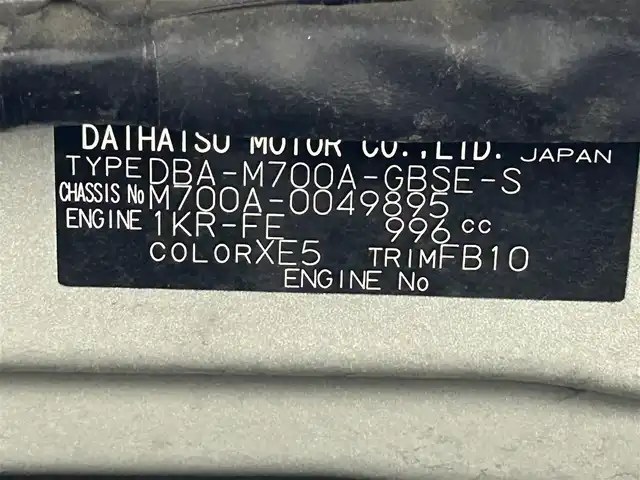 DAIHATSU MOTOR CO.,LTD. JAPAN
TYPE DBA-M700A-GBSE-S
CHASSIS No M700A-0049895
ENGINE 1KR-FE 996 cc
COLOR XE5 TRIM FB10
ENGINE No